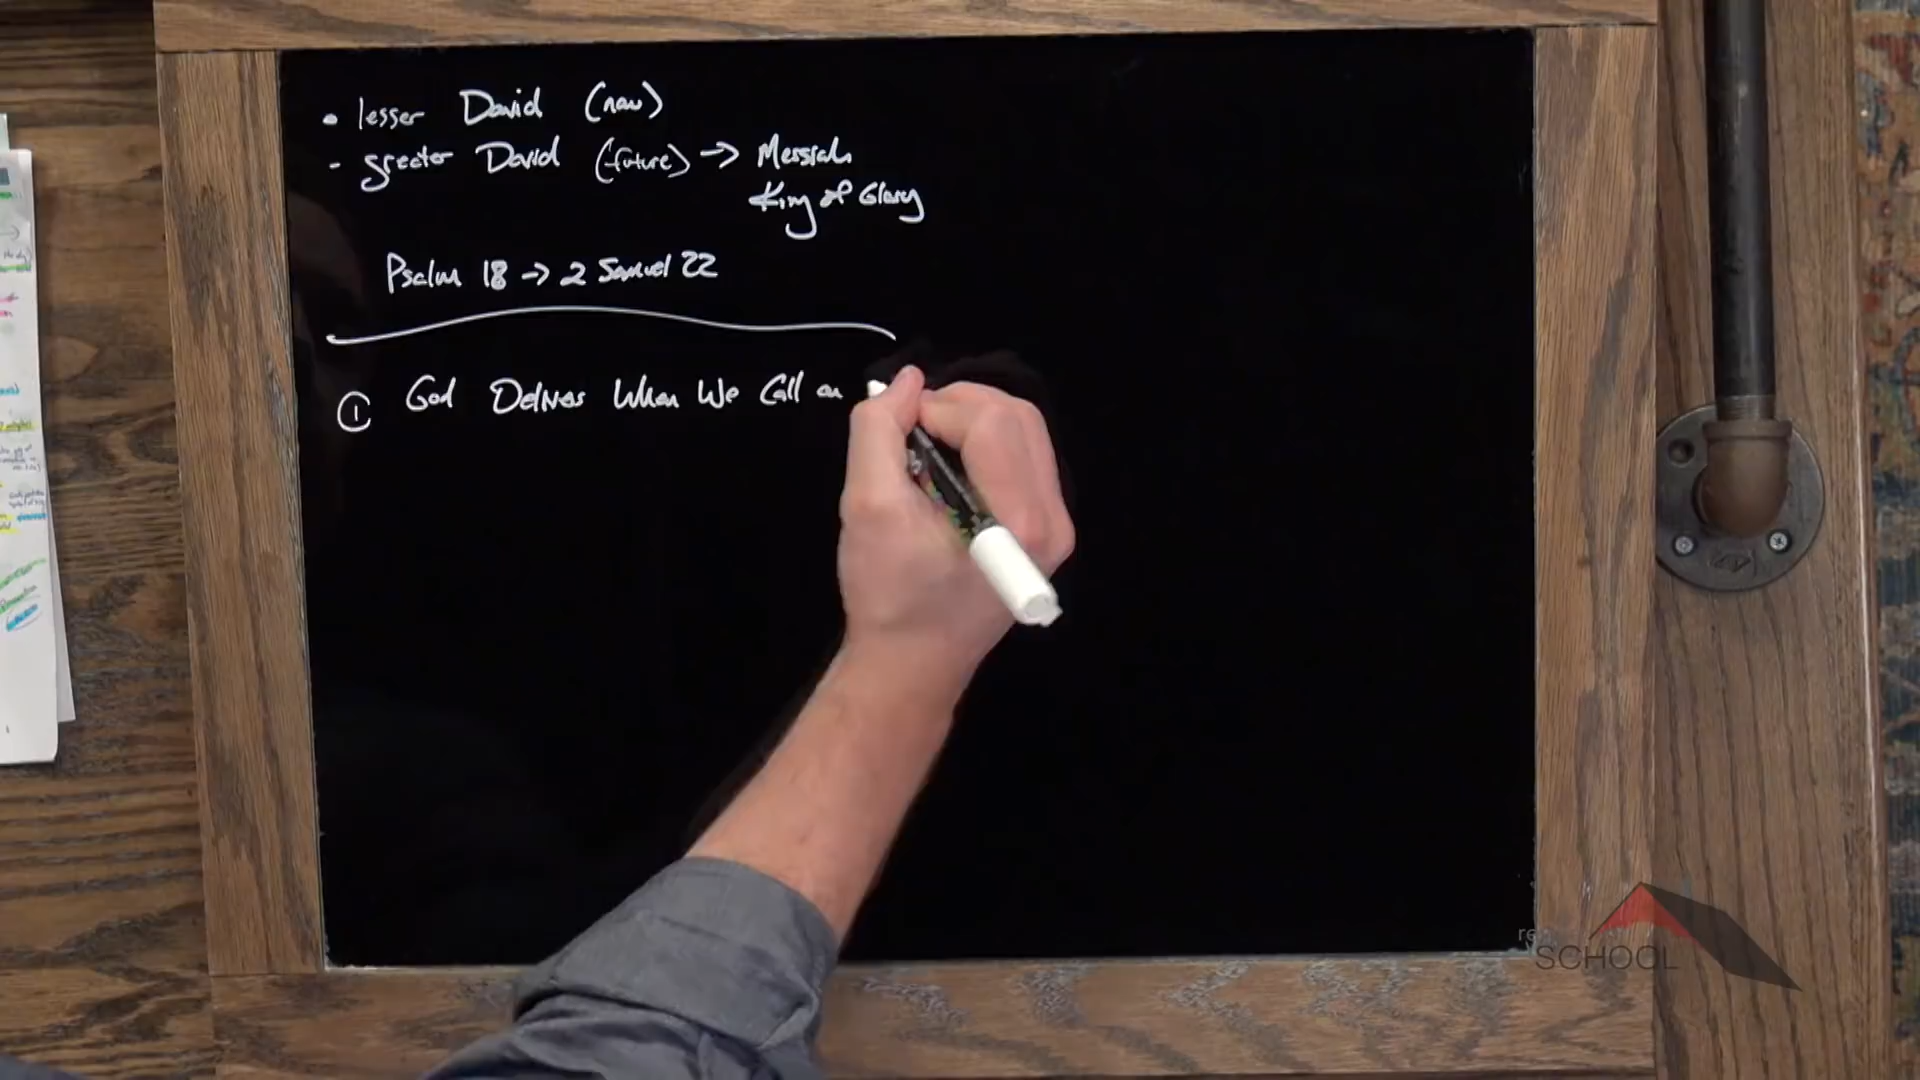 • lesser David (now)
- greater David (future) → Messiah
King of Glory
Psalm 18 → 2 Samuel 22
① God Delivers When We Call on
SCHOOL